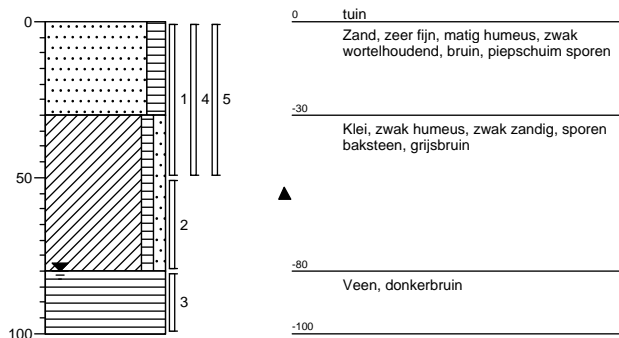 0
50
100
1
4
5
2
3
0
tuin
Zand, zeer fijn, matig humeus, zwak
wortelhoudend, bruin, piepschuim sporen
-30
Klei, zwak humeus, zwak zandig, sporen
baksteen, grijsbruin
-80
Veen, donkerbruin
-100